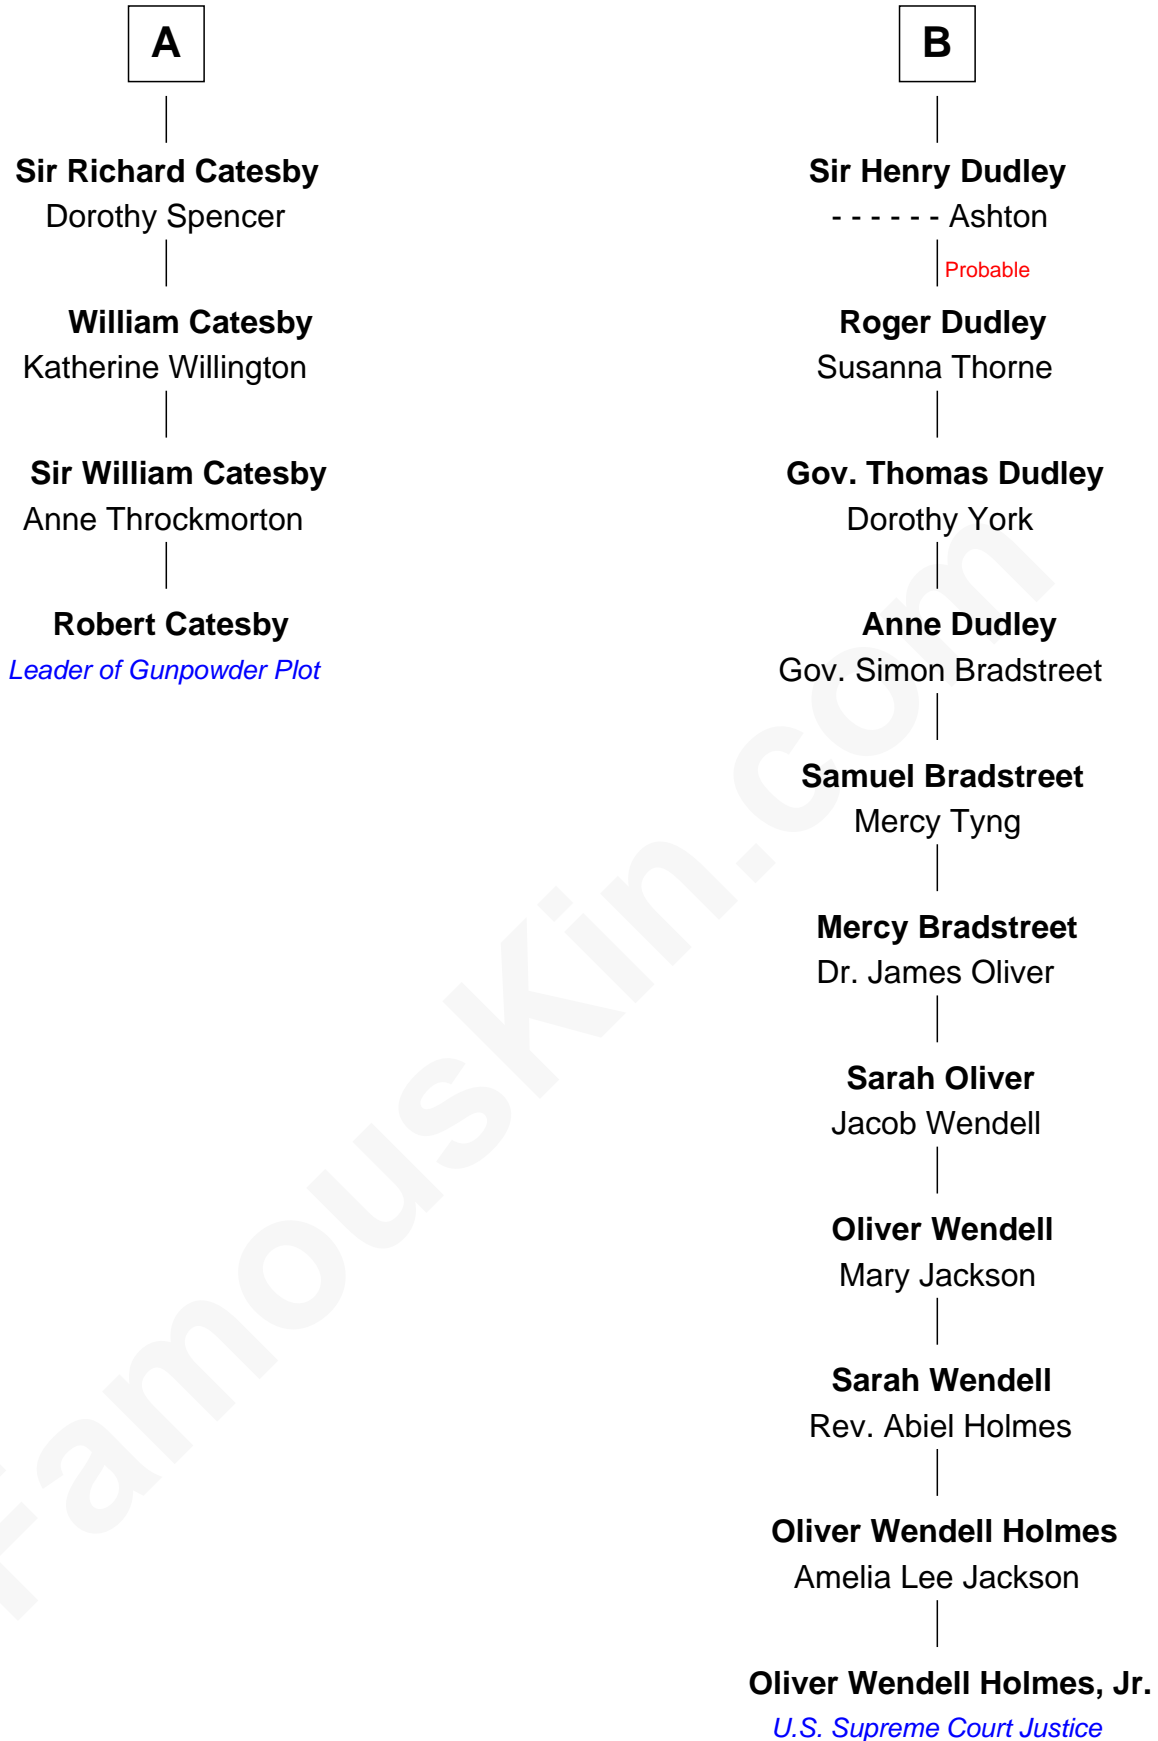 A
Sir Richard Catesby
Dorothy Spencer
William Catesby
Katherine Willington
Sir William Catesby
Anne Throckmorton
Robert Catesby
Leader of Gunpowder Plot
B
Sir Henry Dudley
- - - - - - Ashton
Probable
Roger Dudley
Susanna Thorne
Gov. Thomas Dudley
Dorothy York
Anne Dudley
Gov. Simon Bradstreet
Samuel Bradstreet
Mercy Tyng
Mercy Bradstreet
Dr. James Oliver
Sarah Oliver
Jacob Wendell
Oliver Wendell
Mary Jackson
Sarah Wendell
Rev. Abiel Holmes
Oliver Wendell Holmes
Amelia Lee Jackson
Oliver Wendell Holmes, Jr.
U.S. Supreme Court Justice
FamousKin.com